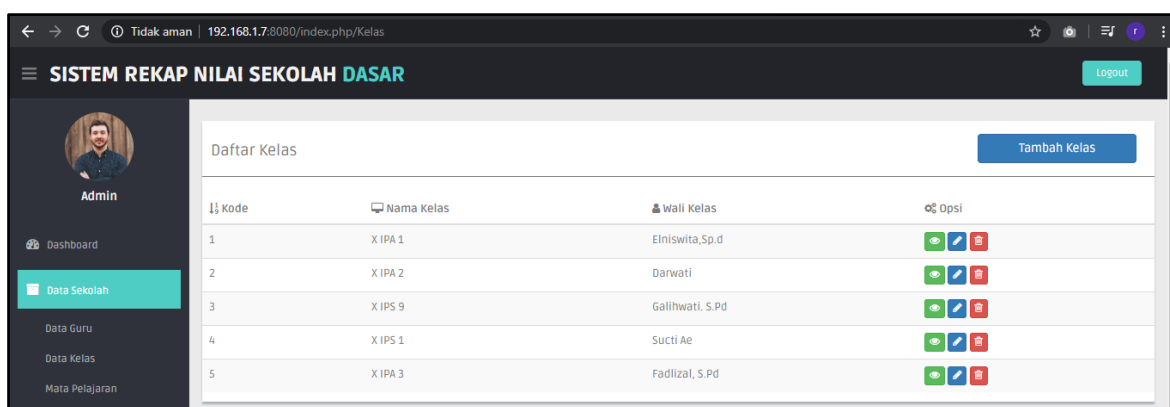 Tidak aman | 192.168.1.7:8080/index.php/Kelas
r
SISTEM REKAP NILAI SEKOLAH DASAR
Logout
Admin
Dashboard
Data Sekolah
Data Guru
Data Kelas
Mata Pelajaran
Daftar Kelas
Tambah Kelas
Kode Nama Kelas Wali Kelas Opsi
1 X IPA 1 Elniswita,Sp.d
2 X IPA 2 Darwati
3 X IPS 9 Galihwati. S.Pd
4 X IPS 1 Sucti Ae
5 X IPA 3 Fadlizal, S.Pd